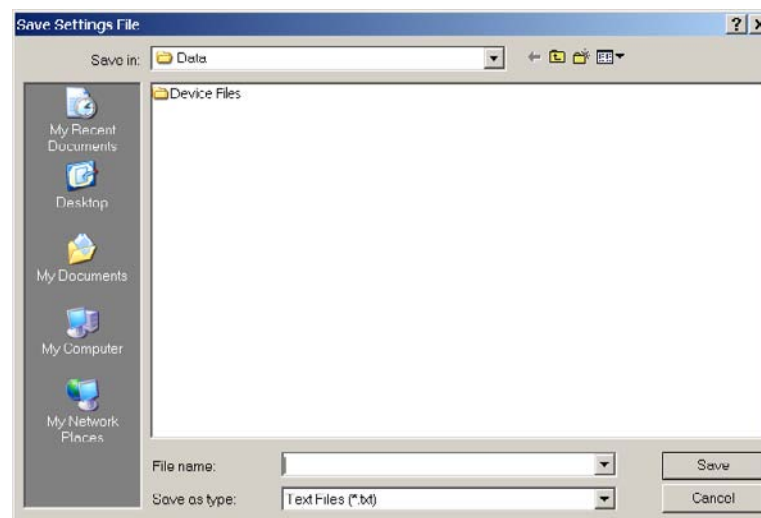 Save Settings File
Save in:
Data
Device Files
My Recent
Documents
Desktop
My Documents
My Computer
My Network
Places
File name:
Save
Save as type:
Text Files (*.txt)
Cancel